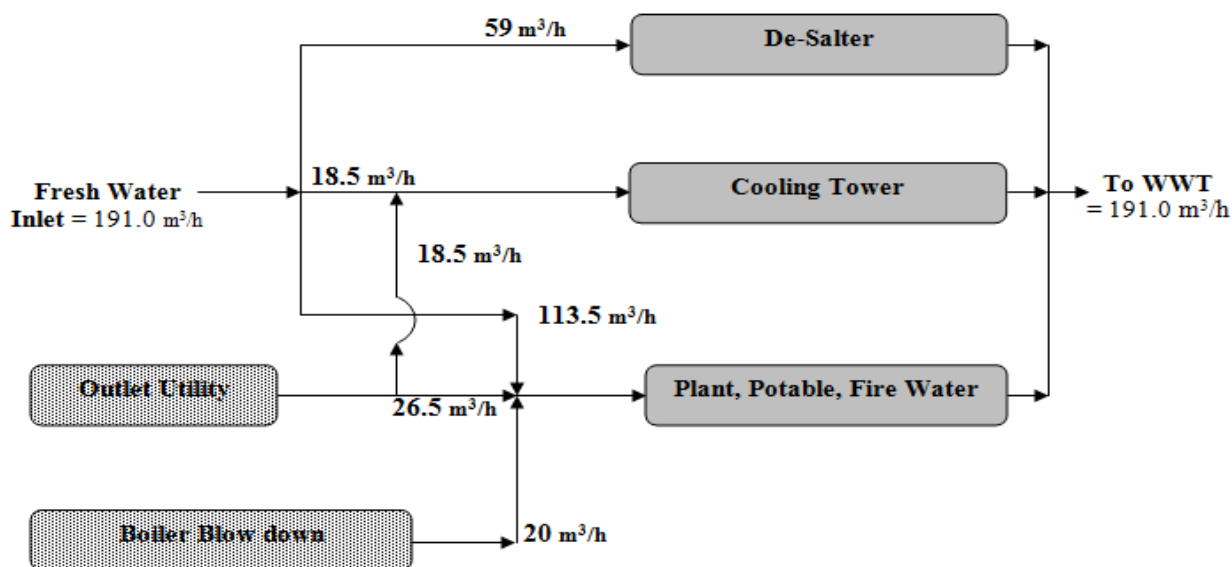 59 m³/h
De-Salter
Fresh Water
Inlet = 191.0 m³/h
18.5 m³/h
Cooling Tower
To WWT
= 191.0 m³/h
18.5 m³/h
113.5 m³/h
Outlet Utility
26.5 m³/h
Plant, Potable, Fire Water
Boiler Blow down
20 m³/h